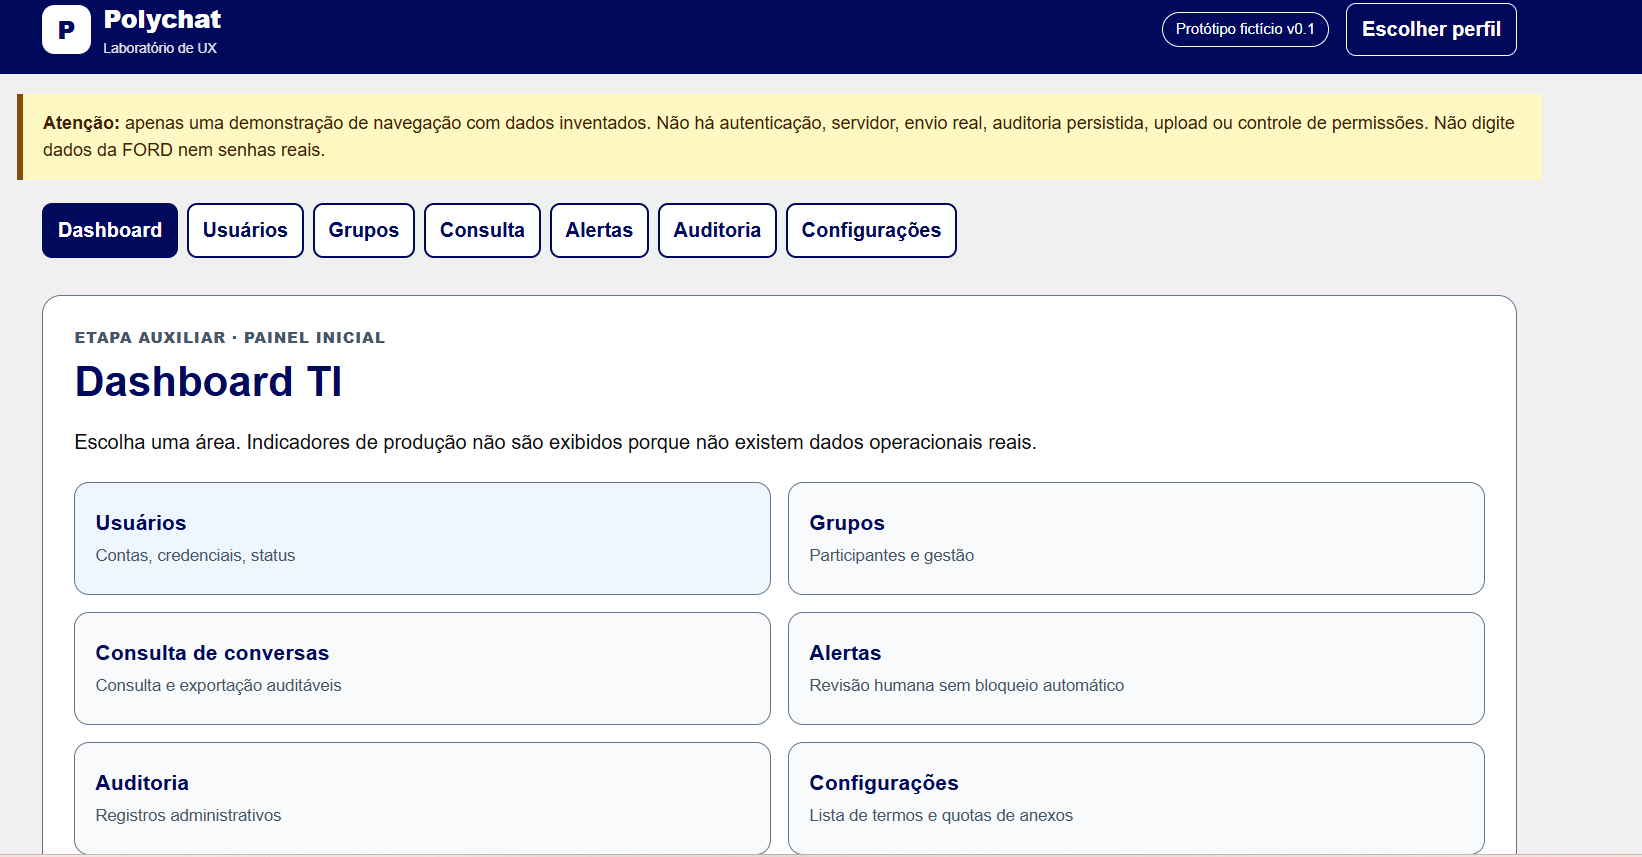 P
Polychat
Laboratório de UX
Protótipo fictício v0.1
Escolher perfil
Atenção: apenas uma demonstração de navegação com dados inventados. Não há autenticação, servidor, envio real, auditoria persistida, upload ou controle de permissões. Não digite
dados da FORD nem senhas reais.
Dashboard
Usuários
Grupos
Consulta
Alertas
Auditoria
Configurações
ETAPA AUXILIAR · PAINEL INICIAL
Dashboard TI
Escolha uma área. Indicadores de produção não são exibidos porque não existem dados operacionais reais.
Usuários
Contas, credenciais, status
Grupos
Participantes e gestão
Consulta de conversas
Consulta e exportação auditáveis
Alertas
Revisão humana sem bloqueio automático
Auditoria
Registros administrativos
Configurações
Lista de termos e quotas de anexos